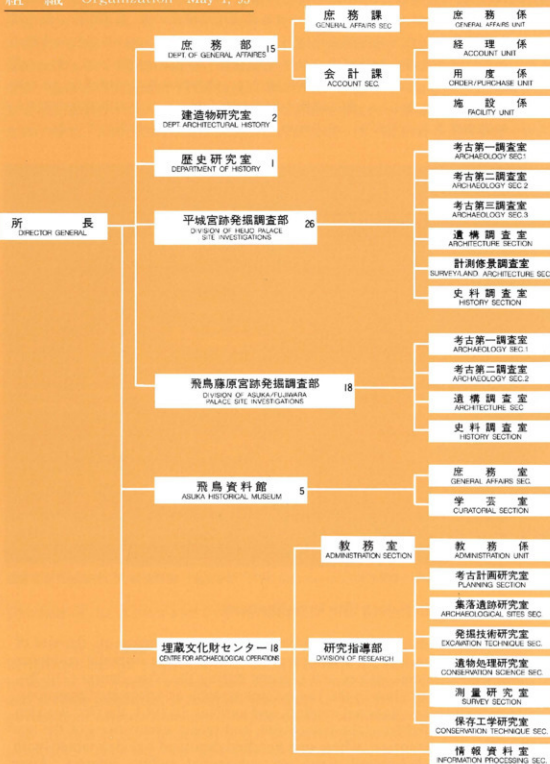 組織 Organization May 1, '95
庶務部 15
DEPT. OF GENERAL AFFAIRES
庶務課
GENERAL AFFAIRS SEC
庶務係
GENERAL AFFAIRS UNIT
会計課
ACCOUNT SEC.
経理係
ACCOUNT UNIT
用度係
ORDER/PURCHASE UNIT
施設係
FACILITY UNIT
建造物研究室 2
DEPT. ARCHITECTURAL HISTORY
歴史研究室 1
DEPARTMENT OF HISTORY
所長
DIRECTOR GENERAL
平城宮跡発掘調査部 26
DIVISION OF HEIJO PALACE
SITE INVESTIGATIONS
考古第一調査室
ARCHAEOLOGY SEC.1
考古第二調査室
ARCHAEOLOGY SEC.2
考古第三調査室
ARCHAEOLOGY SEC.3
遺構調査室
ARCHITECTURE SECTION
計測修景調査室
SURVEY/LAND ARCHITECTURE SEC
史料調査室
HISTORY SECTION
飛鳥藤原宮跡発掘調査部 18
DIVISION OF ASUKA/FUJIWARA
PALACE SITE INVESTIGATIONS
考古第一調査室
ARCHAEOLOGY SEC.1
考古第二調査室
ARCHAEOLOGY SEC.2
遺構調査室
ARCHITECTURE SEC
史料調査室
HISTORY SECTION
飛鳥資料館 5
ASUKA HISTORICAL MUSEUM
庶務室
GENERAL AFFAIRS SEC.
学芸室
CURATORIAL SECTION
埋蔵文化財センター 18
CENTRE FOR ARCHAEOLOGICAL OPERATIONS
教務室
ADMINISTRATION SECTION
教務係
ADMINISTRATION UNIT
研究指導部
DIVISION OF RESEARCH
考古計画研究室
PLANNING SECTION
集落遺跡研究室
ARCHAEOLOGICAL SITES SEC
発掘技術研究室
EXCAVATION TECHNIQUE SEC.
遺物処理研究室
CONSERVATION SCIENCE SEC.
測量研究室
SURVEY SECTION
保存工学研究室
CONSERVATION TECHNIQUE SEC.
情報資料室
INFORMATION PROCESSING SEC.